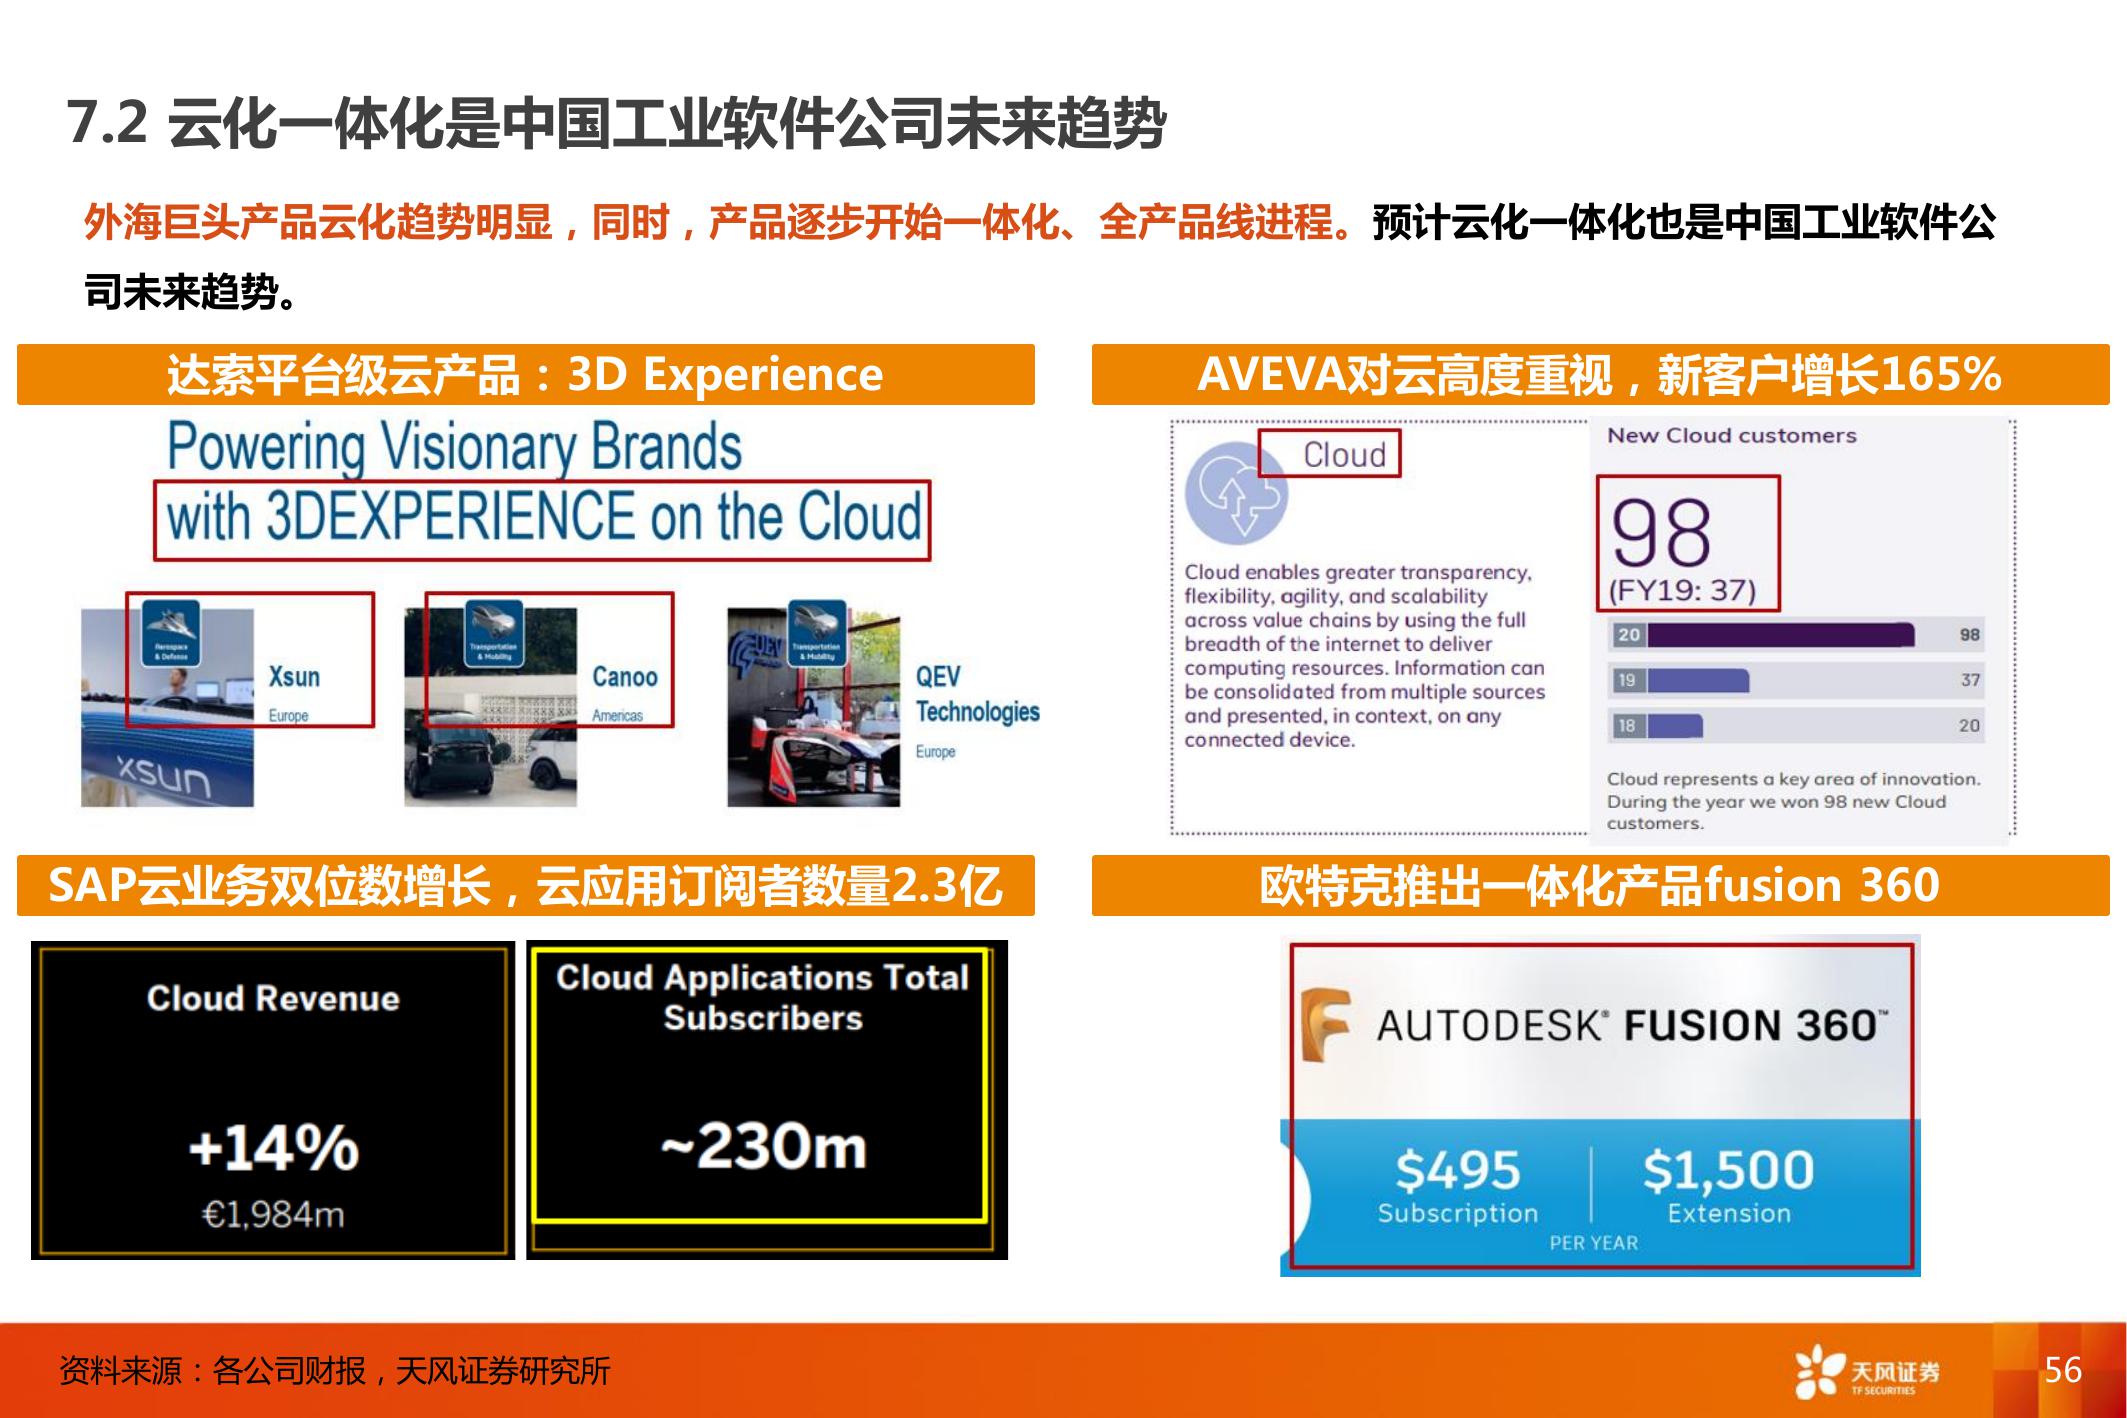 7.2 云化一体化是中国工业软件公司未来趋势
外海巨头产品云化趋势明显，同时，产品逐步开始一体化、全产品线进程。预计云化一体化也是中国工业软件公
司未来趋势。
达索平台级云产品：3D Experience
Powering Visionary Brands
with 3DEXPERIENCE on the Cloud
Aerospace
& Defense
Xsun
Europe
xsun
Transportation
& Mobility
Canoo
Americas
QEV
Transportation
& Mobility
QEV
Technologies
Europe
AVEVA对云高度重视，新客户增长165%
Cloud
Cloud enables greater transparency,
flexibility, agility, and scalability
across value chains by using the full
breadth of the internet to deliver
computing resources. Information can
be consolidated from multiple sources
and presented, in context, on any
connected device.
New Cloud customers
98
(FY19: 37)
20 98
19 37
18 20
Cloud represents a key area of innovation.
During the year we won 98 new Cloud
customers.
SAP云业务双位数增长，云应用订阅者数量2.3亿
Cloud Revenue
+14%
€1,984m
Cloud Applications Total
Subscribers
~230m
欧特克推出一体化产品fusion 360
AUTODESK® FUSION 360™
$495
Subscription
$1,500
Extension
PER YEAR
资料来源：各公司财报，天风证券研究所
天风证券
TF SECURITIES
56